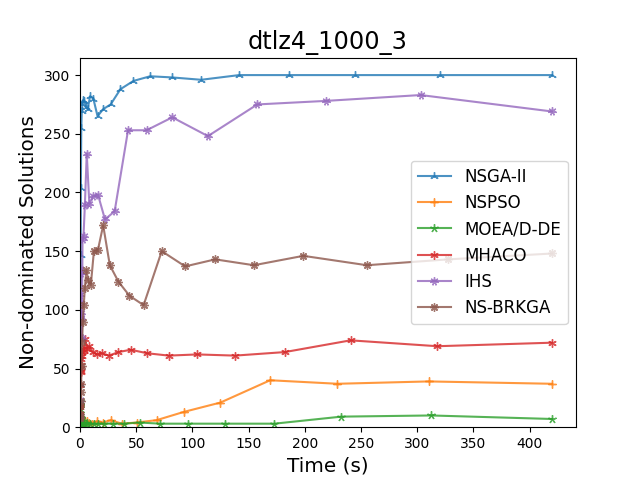 dtlz4_1000_3
Non-dominated Solutions
300
250
200
150
100
50
0
NSGA-II
NSPSO
MOEA/D-DE
MHACO
IHS
NS-BRKGA
0 50 100 150 200 250 300 350 400
Time (s)